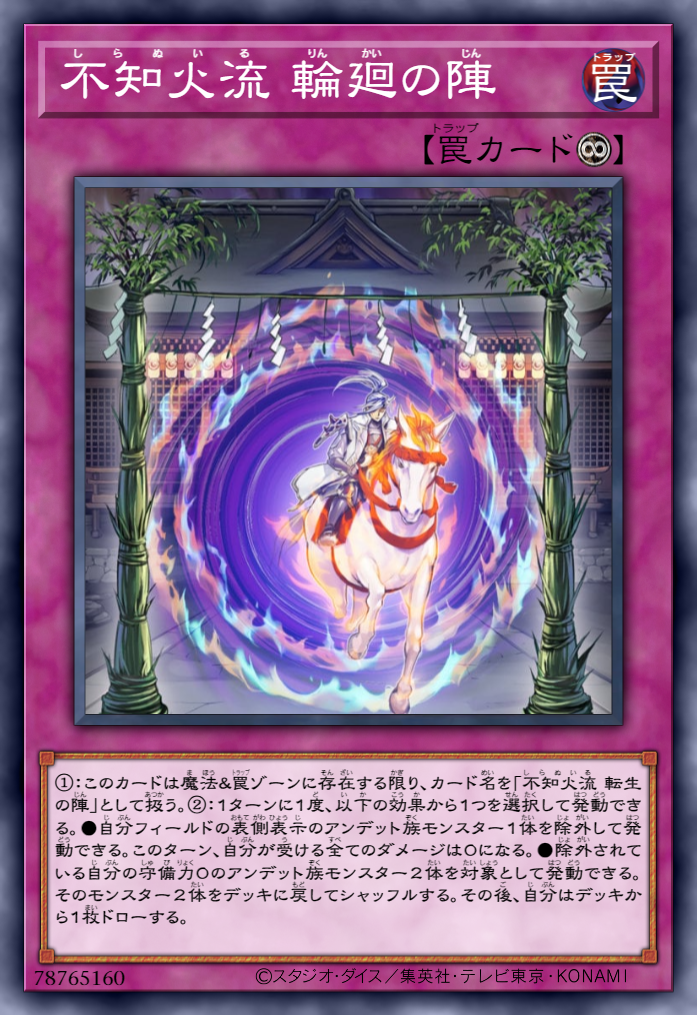 不知火流 輪廻の陣
罠
【罠カード】
①:このカードは魔法&罠ゾーンに存在する限り、カード名を「不知火流 転生
の陣」として扱う。②:1ターンに1度、以下の効果から1つを選択して発動でき
る。●自分フィールドの表側表示のアンデット族モンスター1体を除外して発
動できる。このターン、自分が受ける全てのダメージは0になる。●除外されて
いる自分の守備力0のアンデット族モンスター2体を対象として発動できる。
そのモンスター2体をデッキに戻してシャッフルする。その後、自分はデッキか
ら1枚ドローする。
78765160
©スタジオ・ダイス/集英社・テレビ東京・KONAMI